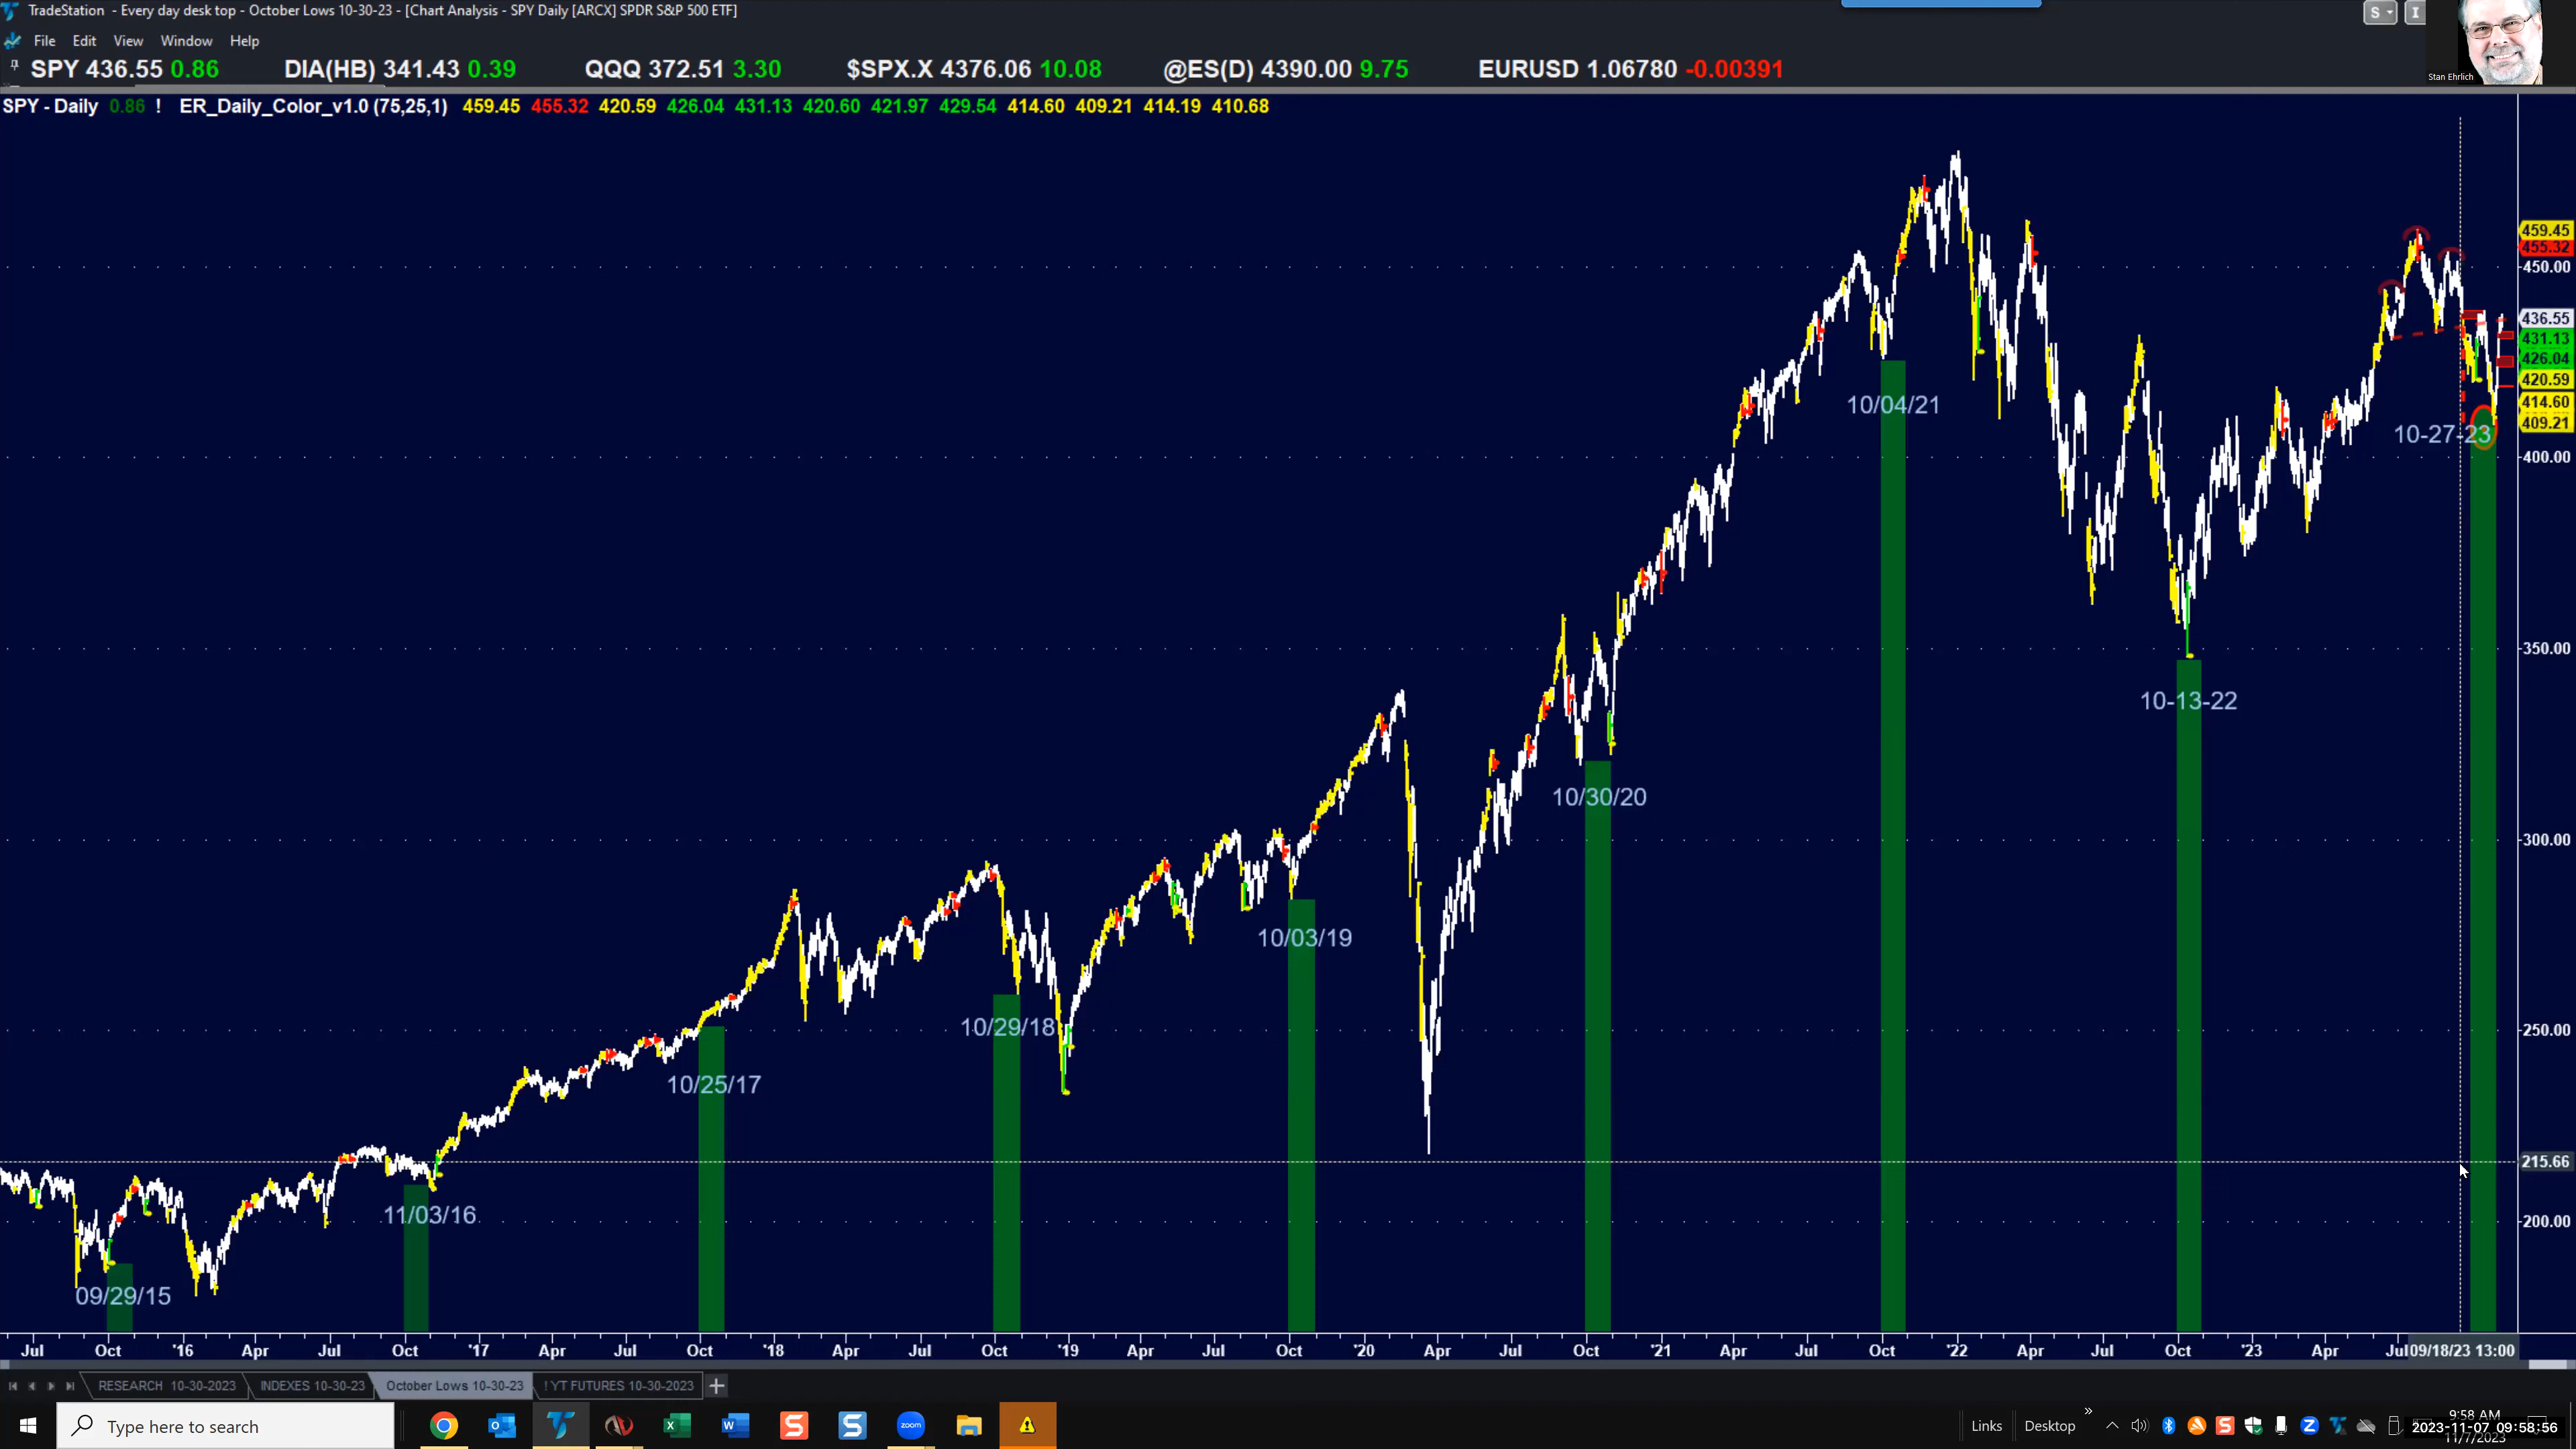 TradeStation - Every day desk top - October Lows 10-30-23 - [Chart Analysis - SPY Daily [ARCX] SPDR S&P 500 ETF]
S I
File Edit View Window Help
SPY 436.55 0.86 DIA(HB) 341.43 0.39 QQQ 372.51 3.30 $SPX.X 4376.06 10.08 @ES(D) 4390.00 9.75 EURUSD 1.06780 -0.00391
Stan Ehrlich
SPY - Daily 0.86 ! ER_Daily_Color_v1.0 (75,25,1) 459.45 455.32 420.59 426.04 431.13 420.60 421.97 429.54 414.60 409.21 414.19 410.68
459.45
455.32
450.00
436.55
431.13
426.04
420.59
414.60
409.21
10/04/21
10-27-23
400.00
350.00
10-13-22
10/30/20
300.00
10/03/19
10/29/18
250.00
10/25/17
215.66
11/03/16
200.00
09/29/15
Jul Oct '16 Apr Jul Oct '17 Apr Jul Oct '18 Apr Jul Oct '19 Apr Jul Oct '20 Apr Jul Oct '21 Apr Jul Oct '22 Apr Jul Oct '23 Apr Jul 09/18/23 13:00
RESEARCH 10-30-2023 INDEXES 10-30-23 October Lows 10-30-23 ! YT FUTURES 10-30-2023 +
Type here to search
zoom
Links Desktop
9:58 AM
2023-11-07 09:58:56
11/7/2023